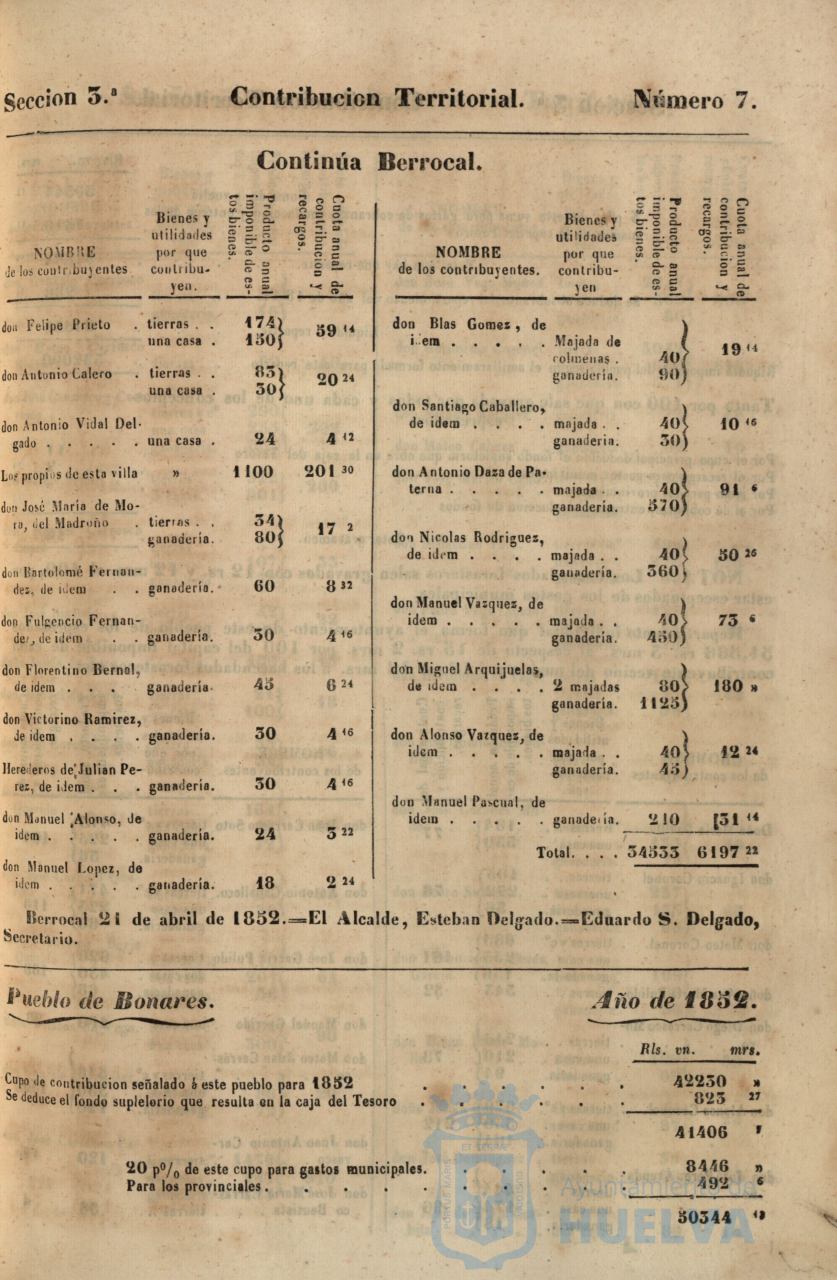 Seccion 3.ª Contribucion Territorial. Número 7.
Continúa Berrocal.
NOMBRE
de los contribuyentes
Bienes y
utilidades
por que
contribu-
yen.
Producto anual
imponible de es-
tos bienes.
Cuota anual de
contribucion y
recargos.
don Felipe Prieto . tierras . . 174
una casa . 150 } 59 14
don Antonio Calero . tierras . . 83
una casa . 30 } 20 24
don Antonio Vidal Del-
gado . . . . . una casa . 24 4 12
Los propios de esta villa » 1100 201 30
don José María de Mo-
ra, del Madroño . tierras . . 34
ganadería. 80 } 17 2
don Bartolomé Fernan-
dez, de idem . . ganadería. 60 8 32
don Fulgencio Fernan-
dez, de idem . . ganadería. 30 4 16
don Florentino Bernal,
de idem . . . ganadería. 45 6 24
don Victorino Ramirez,
de idem . . . . ganadería. 30 4 16
Herederos de Julian Pe-
rez, de idem . . . ganadería. 30 4 16
don Manuel Alonso, de
idem . . . . . ganadería. 24 3 22
don Manuel Lopez, de
idem . . . . . ganadería. 18 2 24
NOMBRE
de los contribuyentes.
Bienes y
utilidades
por que
contribu-
yen
Producto anual
imponible de es-
tos bienes.
Cuota anual de
contribucion y
recargos.
don Blas Gomez, de
idem . . . . . Majada de
colmenas . 40
ganadería. 90 } 19 14
don Santiago Caballero,
de idem . . . . majada . . 40
ganaderia. 30 } 10 16
don Antonio Daza de Pa-
terna . . . . . majada . . 40
ganadería. 570 } 91 6
don Nicolas Rodriguez,
de idem . . . . majada . . 40
ganadería. 360 } 50 26
don Manuel Vazquez, de
idem . . . . . majada . . 40
ganadería. 450 } 73 6
don Miguel Arquijuelas,
de idem . . . . 2 majadas 80
ganadería. 1125 } 180 »
don Alonso Vazquez, de
idem . . . . . majada . . 40
ganadería. 45 } 12 24
don Manuel Pascual, de
idem . . . . . ganadería. 210 [31 14
Total. . . . 34533 6197 22
Berrocal 21 de abril de 1852.=El Alcalde, Esteban Delgado.=Eduardo S. Delgado,
Secretario.
Pueblo de Bonares. Año de 1852.
Rls. vn. mrs.
Cupo de contribucion señalado á este pueblo para 1852 . . . . . . 42230 »
Se deduce el fondo supletorio que resulta en la caja del Tesoro . . . . . . 823 27
41406
20 p% de este cupo para gastos municipales. . . . . . 8446 »
Para los provinciales . . . . . . . . . . 492 6
50344
Ayuntamiento de
HUELVA